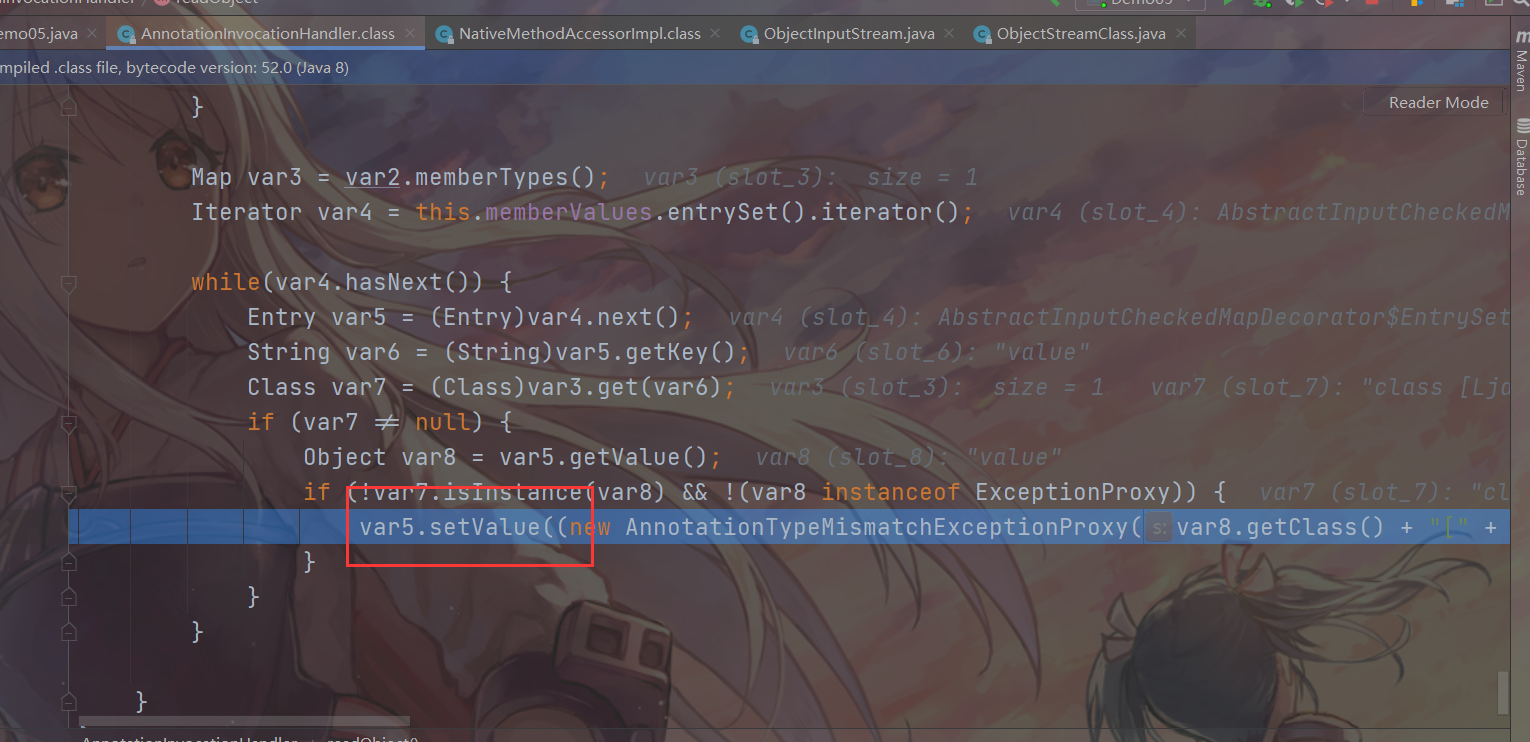 readObject
Demo05
emo05.java × AnnotationInvocationHandler.class × NativeMethodAccessorImpl.class × ObjectInputStream.java × ObjectStreamClass.java ×
mpiled .class file, bytecode version: 52.0 (Java 8)
Reader Mode
Maven
Database
}
Map var3 = var2.memberTypes(); var3 (slot_3): size = 1
Iterator var4 = this.memberValues.entrySet().iterator(); var4 (slot_4): AbstractInputCheckedM
while(var4.hasNext()) {
Entry var5 = (Entry)var4.next(); var4 (slot_4): AbstractInputCheckedMapDecorator$EntrySet
String var6 = (String)var5.getKey(); var6 (slot_6): "value"
Class var7 = (Class)var3.get(var6); var3 (slot_3): size = 1 var7 (slot_7): "class [Ljc
if (var7 ≠ null) {
Object var8 = var5.getValue(); var8 (slot_8): "value"
if (!var7.isInstance(var8) && !(var8 instanceof ExceptionProxy)) { var7 (slot_7): "cl
var5.setValue((new AnnotationTypeMismatchExceptionProxy( s: var8.getClass() + "[" +
}
}
}
}
AnnotationInvocationHandler › readObject()